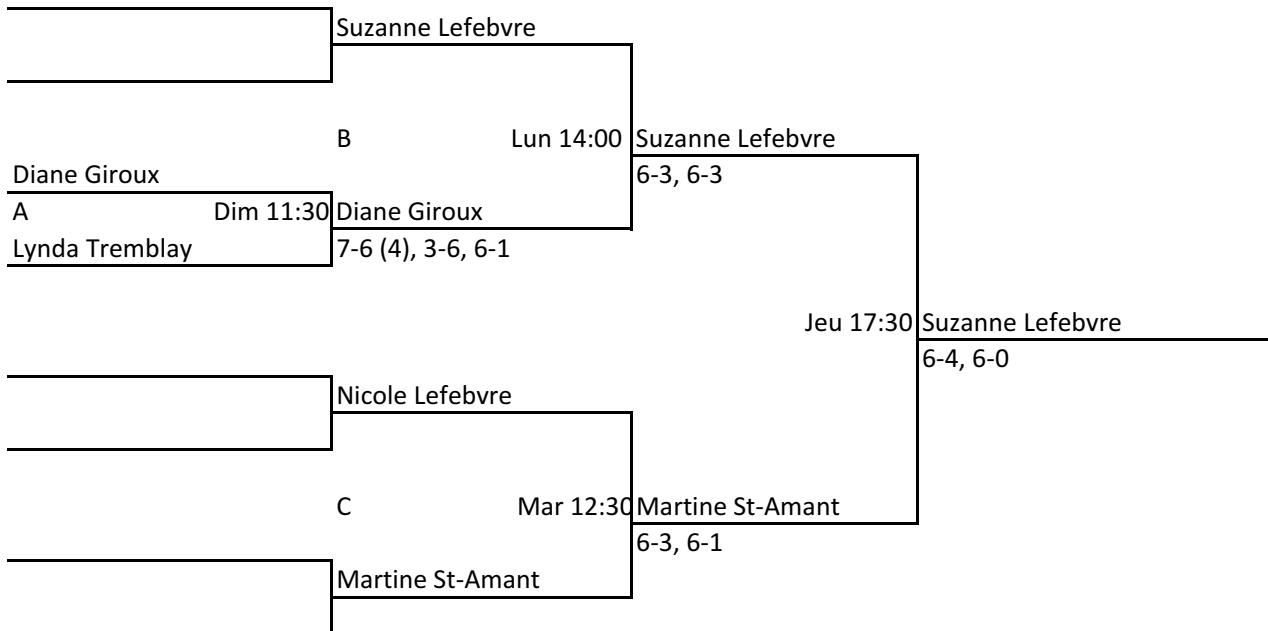 Suzanne Lefebvre
B Lun 14:00 Suzanne Lefebvre
Diane Giroux 6-3, 6-3
A Dim 11:30 Diane Giroux
Lynda Tremblay 7-6 (4), 3-6, 6-1
Jeu 17:30 Suzanne Lefebvre
6-4, 6-0
Nicole Lefebvre
C Mar 12:30 Martine St-Amant
6-3, 6-1
Martine St-Amant